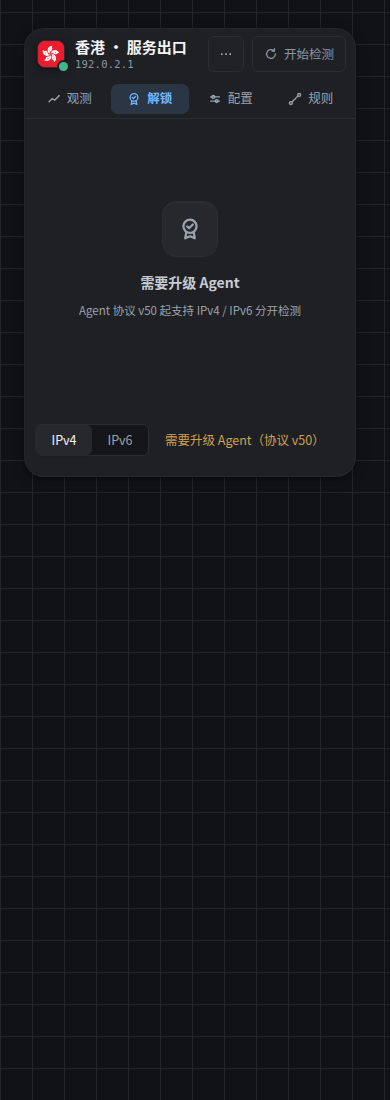 香港 · 服务出口
192.0.2.1
···
开始检测
观测
解锁
配置
规则
需要升级 Agent
Agent 协议 v50 起支持 IPv4 / IPv6 分开检测
IPv4
IPv6
需要升级 Agent（协议 v50）